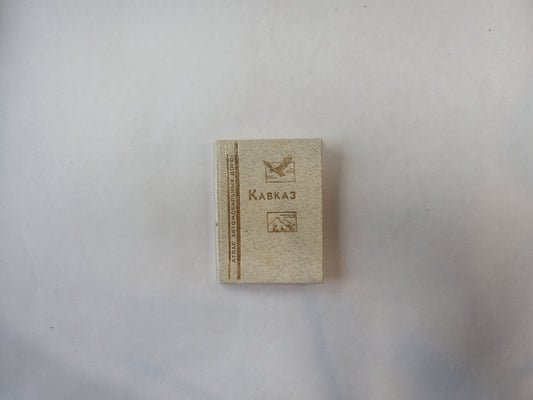 АТЛАС АВТОМОБИЛЬНЫХ ДОРОГ
КАВКАЗ